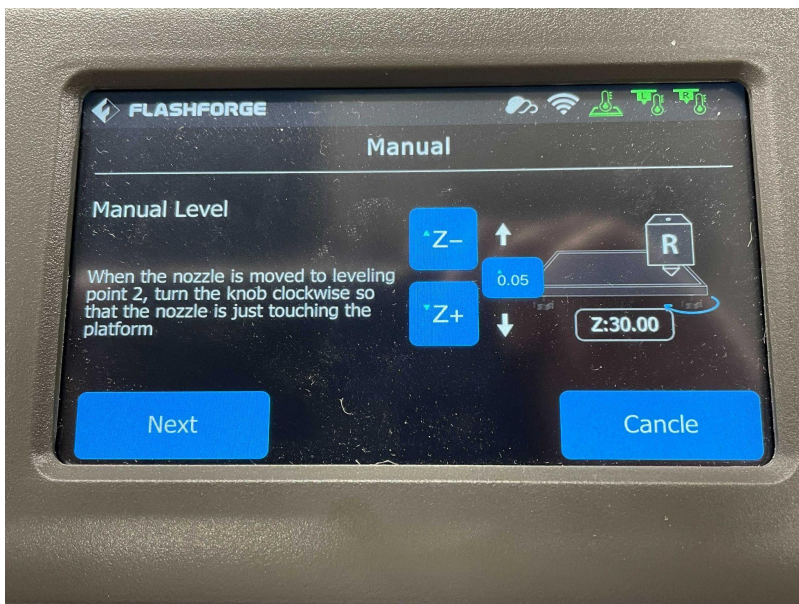 FLASHFORGE
L R
Manual
Manual Level
When the nozzle is moved to leveling
point 2, turn the knob clockwise so
that the nozzle is just touching the
platform
Z-
0.05
Z+
R
Z:30.00
Next
Cancle